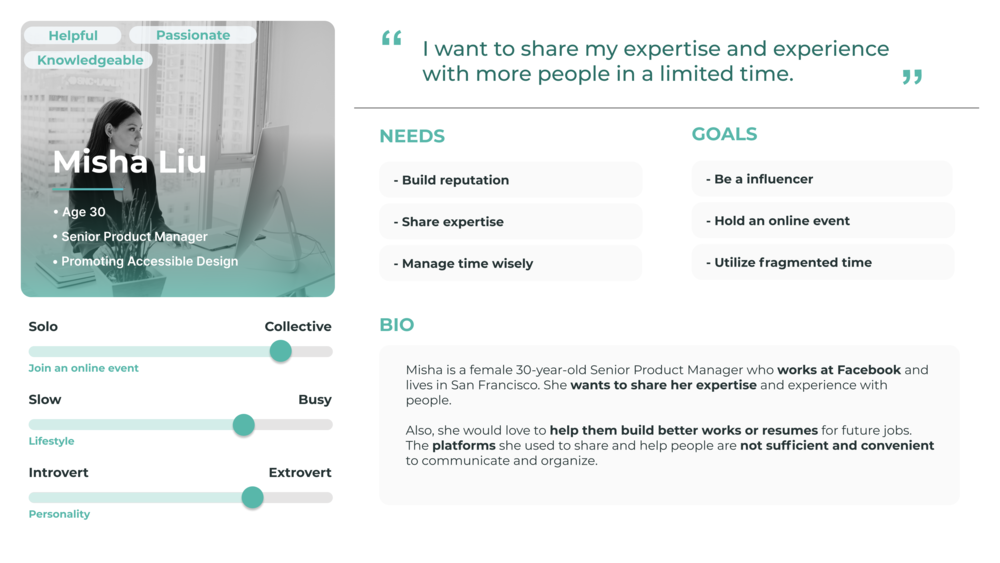 Helpful
Passionate
Knowledgeable
Misha Liu
• Age 30
• Senior Product Manager
• Promoting Accessible Design
Solo
Collective
Join an online event
Slow
Busy
Lifestyle
Introvert
Extrovert
Personality
“
I want to share my expertise and experience
with more people in a limited time.
”
NEEDS
- Build reputation
- Share expertise
- Manage time wisely
GOALS
- Be a influencer
- Hold an online event
- Utilize fragmented time
BIO
Misha is a female 30-year-old Senior Product Manager who works at Facebook and
lives in San Francisco. She wants to share her expertise and experience with
people.
Also, she would love to help them build better works or resumes for future jobs.
The platforms she used to share and help people are not sufficient and convenient
to communicate and organize.